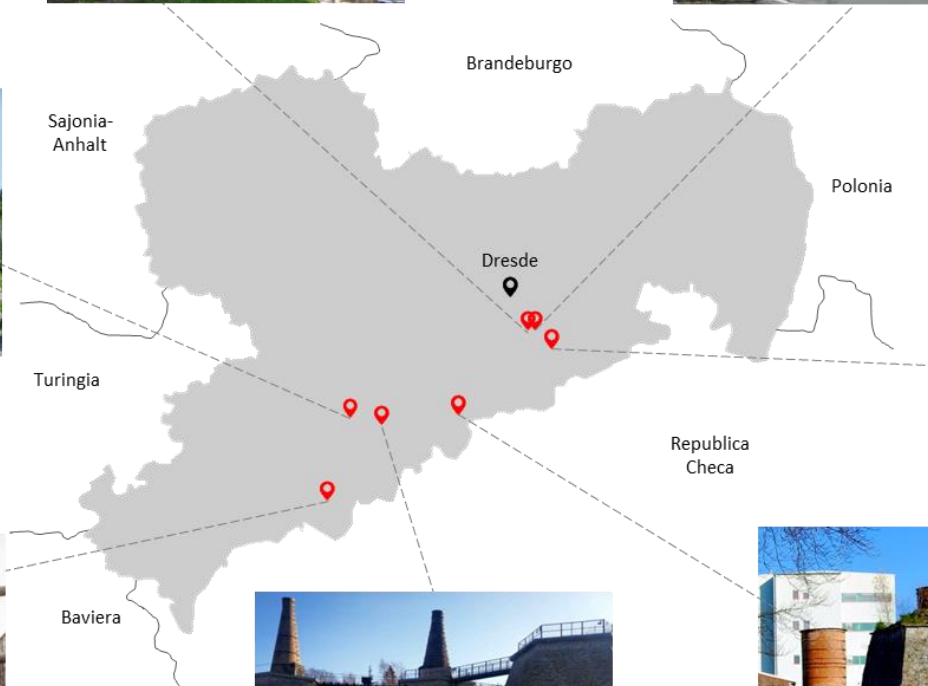 Brandeburgo
Sajonia-
Anhalt
Polonia
Dresde
Turingia
Republica
Checa
Baviera